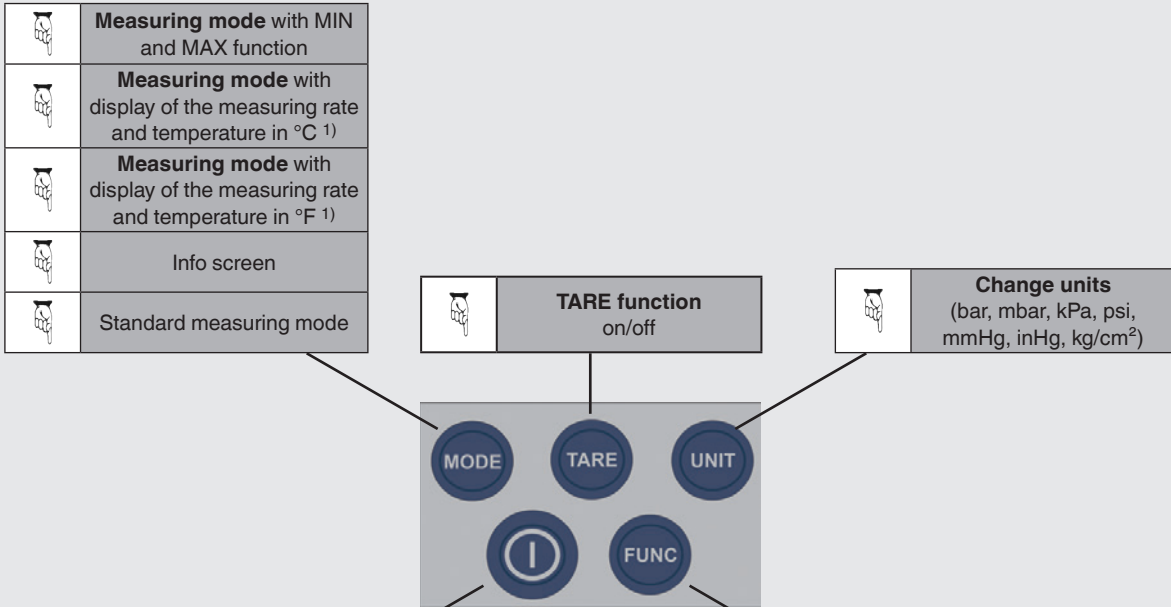 Measuring mode with MIN
and MAX function
Measuring mode with
display of the measuring rate
and temperature in °C 1)
Measuring mode with
display of the measuring rate
and temperature in °F 1)
Info screen
Standard measuring mode
TARE function
on/off
Change units
(bar, mbar, kPa, psi,
mmHg, inHg, kg/cm²)
MODE
TARE
UNIT
FUNC